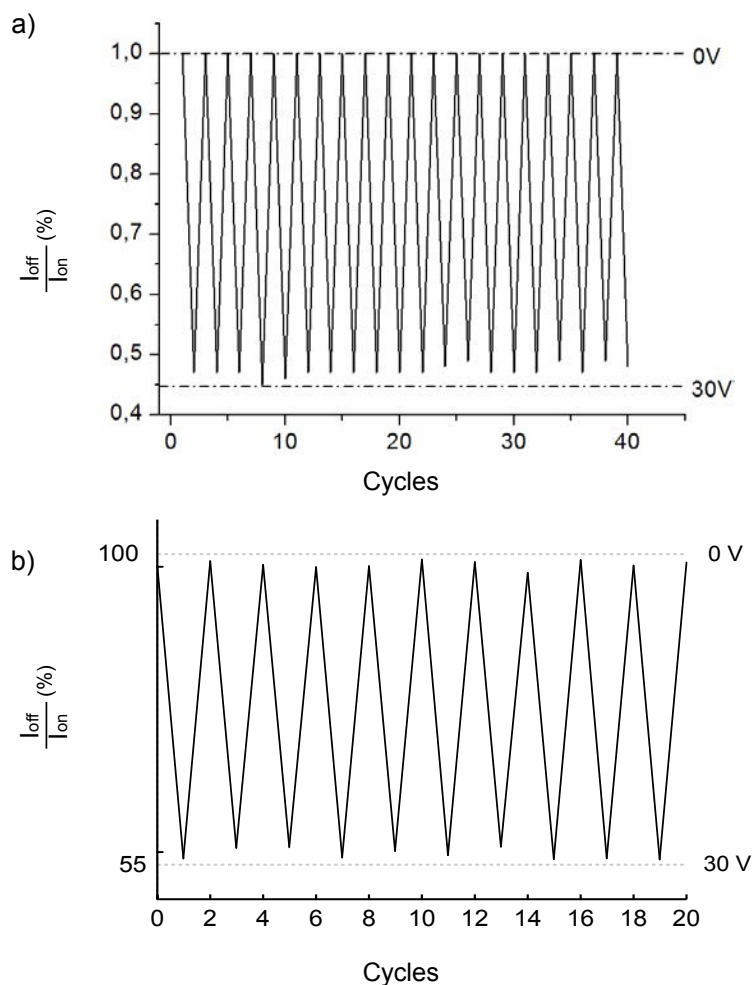 a)
1,0
0V
0,9
0,8
0,7
Ioff
Ion
(%)
0,6
0,5
30V
0,4
0 10 20 30 40
Cycles
b)
100
0 V
Ioff
Ion
(%)
55
30 V
0 2 4 6 8 10 12 14 16 18 20
Cycles